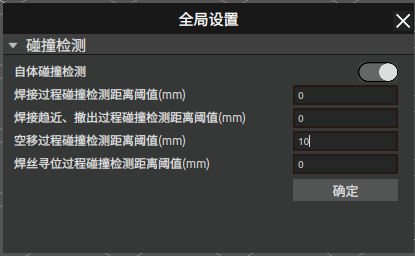 全局设置
碰撞检测
自体碰撞检测
焊接过程碰撞检测距离阈值(mm) 0
焊接趋近、撤出过程碰撞检测距离阈值(mm) 0
空移过程碰撞检测距离阈值(mm) 10
焊丝寻位过程碰撞检测距离阈值(mm) 0
确定